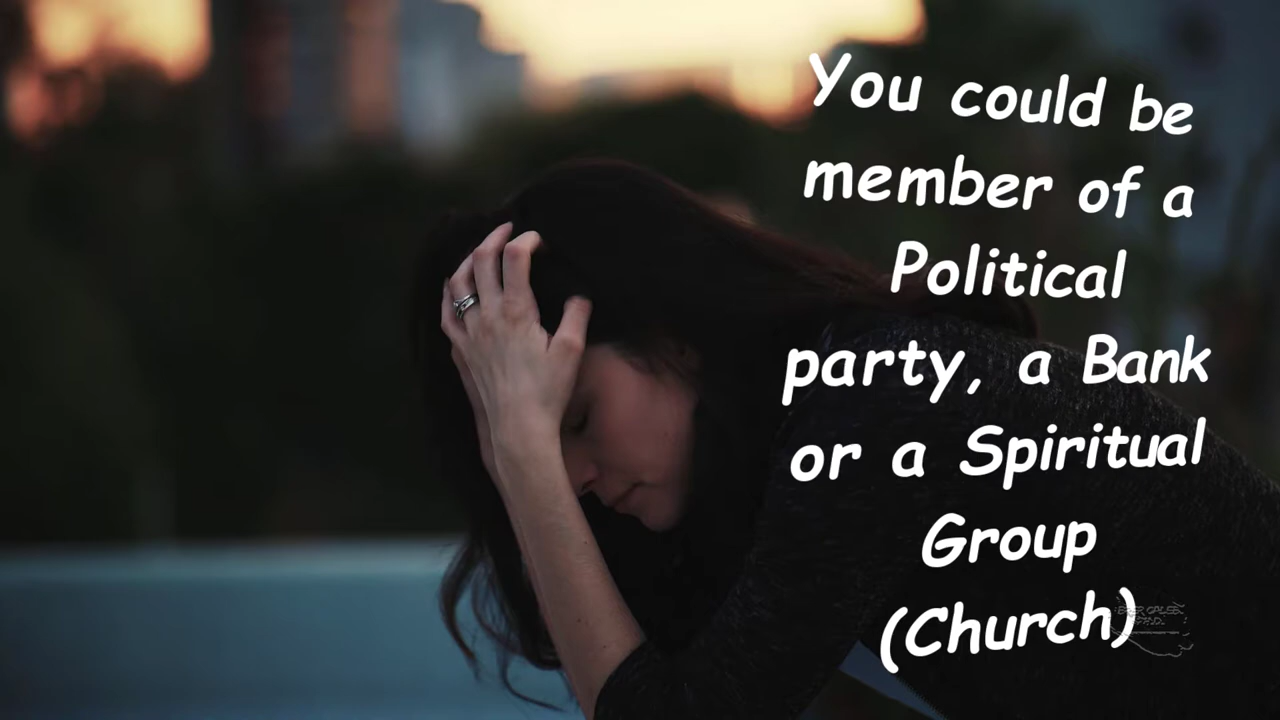 You could be
member of a
Political
party, a Bank
or a Spiritual
Group
(Church)